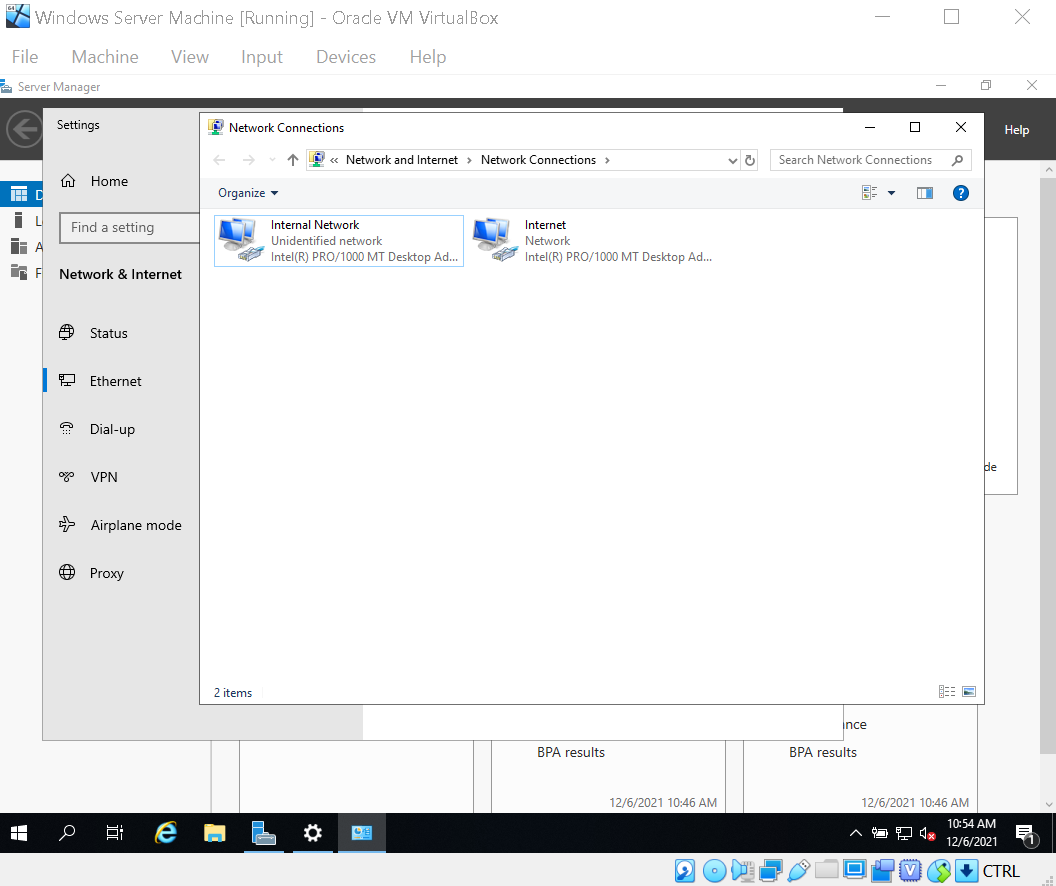 Windows Server Machine [Running] - Oracle VM VirtualBox
File Machine View Input Devices Help
Server Manager
Help
Settings
Home
Find a setting
Network & Internet
Status
Ethernet
Dial-up
VPN
Airplane mode
Proxy
Network Connections
« Network and Internet › Network Connections ›
Search Network Connections
Organize
Internal Network
Unidentified network
Intel(R) PRO/1000 MT Desktop Ad...
Internet
Network
Intel(R) PRO/1000 MT Desktop Ad...
2 items
de
ance
BPA results
BPA results
12/6/2021 10:46 AM
12/6/2021 10:46 AM
10:54 AM
12/6/2021
1
CTRL